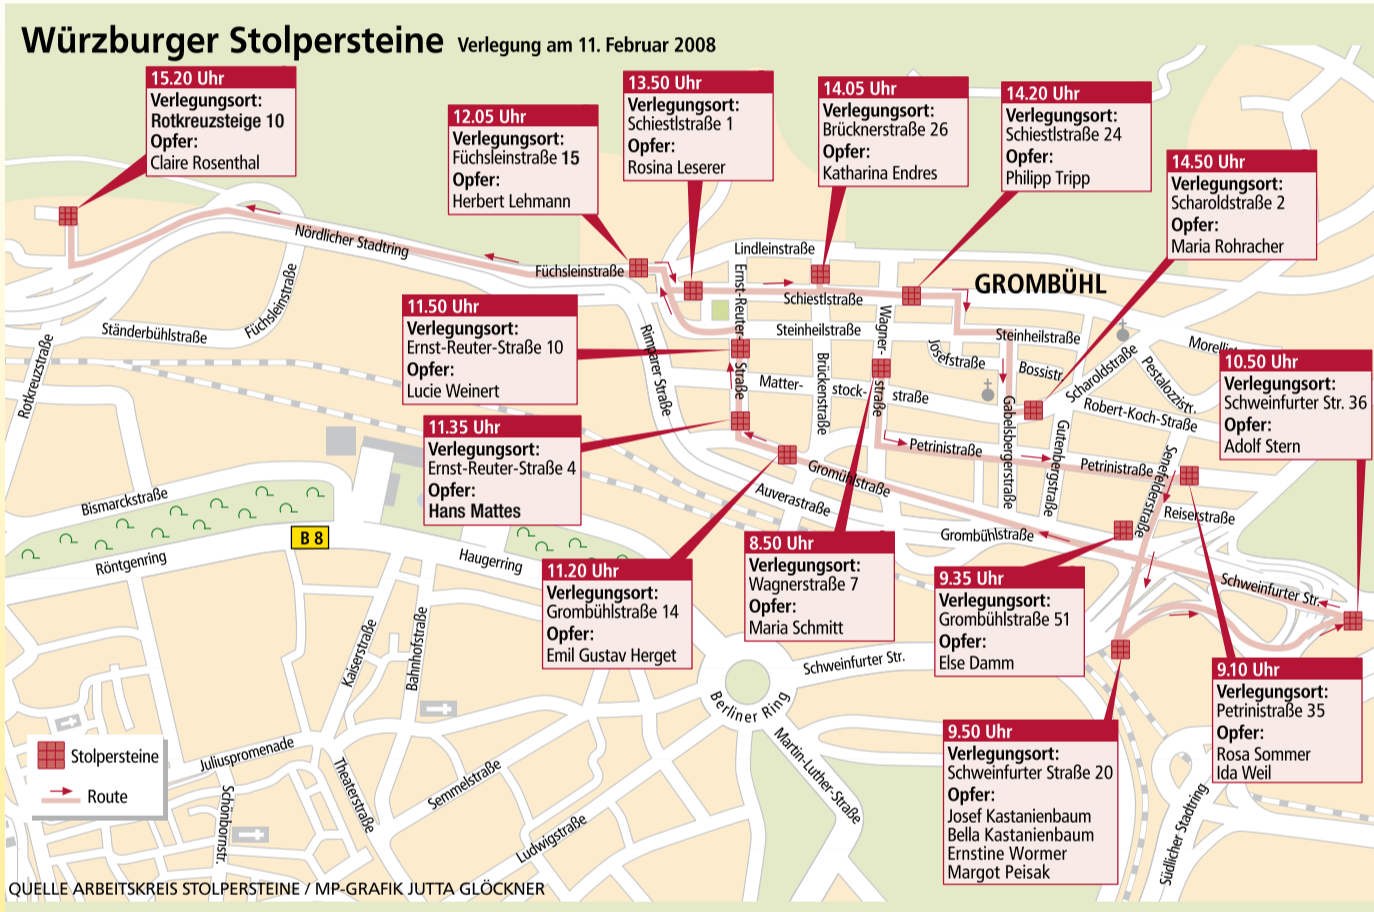 Würzburger Stolpersteine Verlegung am 11. Februar 2008
15.20 Uhr
Verlegungsort:
Rotkreuzsteige 10
Opfer:
Claire Rosenthal
12.05 Uhr
Verlegungsort:
Füchsleinstraße 15
Opfer:
Herbert Lehmann
13.50 Uhr
Verlegungsort:
Schiestlstraße 1
Opfer:
Rosina Leserer
14.05 Uhr
Verlegungsort:
Brücknerstraße 26
Opfer:
Katharina Endres
14.20 Uhr
Verlegungsort:
Schiestlstraße 24
Opfer:
Philipp Tripp
14.50 Uhr
Verlegungsort:
Scharoldstraße 2
Opfer:
Maria Rohracher
Nördlicher Stadtring
Füchsleinstraße
Lindleinstraße
Ernst-Reuter-
Straße
Schiestlstraße
GROMBÜHL
Füchsleinstraße
Ständerbühlstraße
Rotkreuzstraße
Rimparer Straße
Steinheilstraße
Wagner-
straße
Steinheilstraße
Josefstraße
Bossistr.
Scharoldstraße
Pestalozzistr.
Morellist
11.50 Uhr
Verlegungsort:
Ernst-Reuter-Straße 10
Opfer:
Lucie Weinert
10.50 Uhr
Verlegungsort:
Schweinfurter Str. 36
Opfer:
Adolf Stern
Matter-
stock-
straße
Brückenstraße
Gabelsbergerstraße
Gutenbergstraße
Robert-Koch-Straße
11.35 Uhr
Verlegungsort:
Ernst-Reuter-Straße 4
Opfer:
Hans Mattes
Petrinistraße
Petrinistraße
Senefelderstraße
Reiserstraße
Gromühlstraße
Auverastraße
Grombühlstraße
Schweinfurter Str.
Bismarckstraße
Röntgenring
B 8
Haugerring
11.20 Uhr
Verlegungsort:
Grombühlstraße 14
Opfer:
Emil Gustav Herget
8.50 Uhr
Verlegungsort:
Wagnerstraße 7
Opfer:
Maria Schmitt
9.35 Uhr
Verlegungsort:
Grombühlstraße 51
Opfer:
Else Damm
9.10 Uhr
Verlegungsort:
Petrinistraße 35
Opfer:
Rosa Sommer
Ida Weil
Kaiserstraße
Bahnhofstraße
Schweinfurter Str.
Berliner Ring
Martin-Luther-Straße
9.50 Uhr
Verlegungsort:
Schweinfurter Straße 20
Opfer:
Josef Kastanienbaum
Bella Kastanienbaum
Ernstine Wormer
Margot Peisak
Stolpersteine
Route
Juliuspromenade
Schönbornstr.
Theaterstraße
Semmelstraße
Ludwigstraße
Südlicher Stadtring
QUELLE ARBEITSKREIS STOLPERSTEINE / MP-GRAFIK JUTTA GLÖCKNER